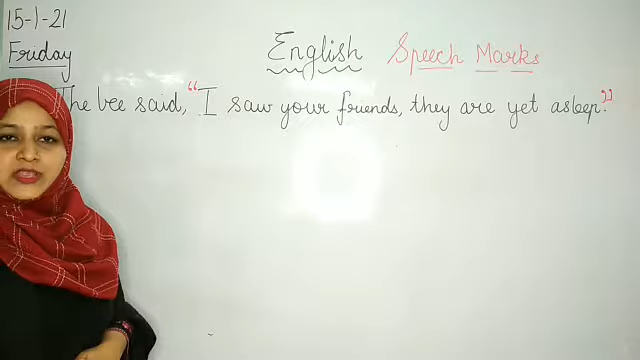 15-1-21
Friday
English Speech Marks
The bee said, “I saw your friends, they are yet asleep.”